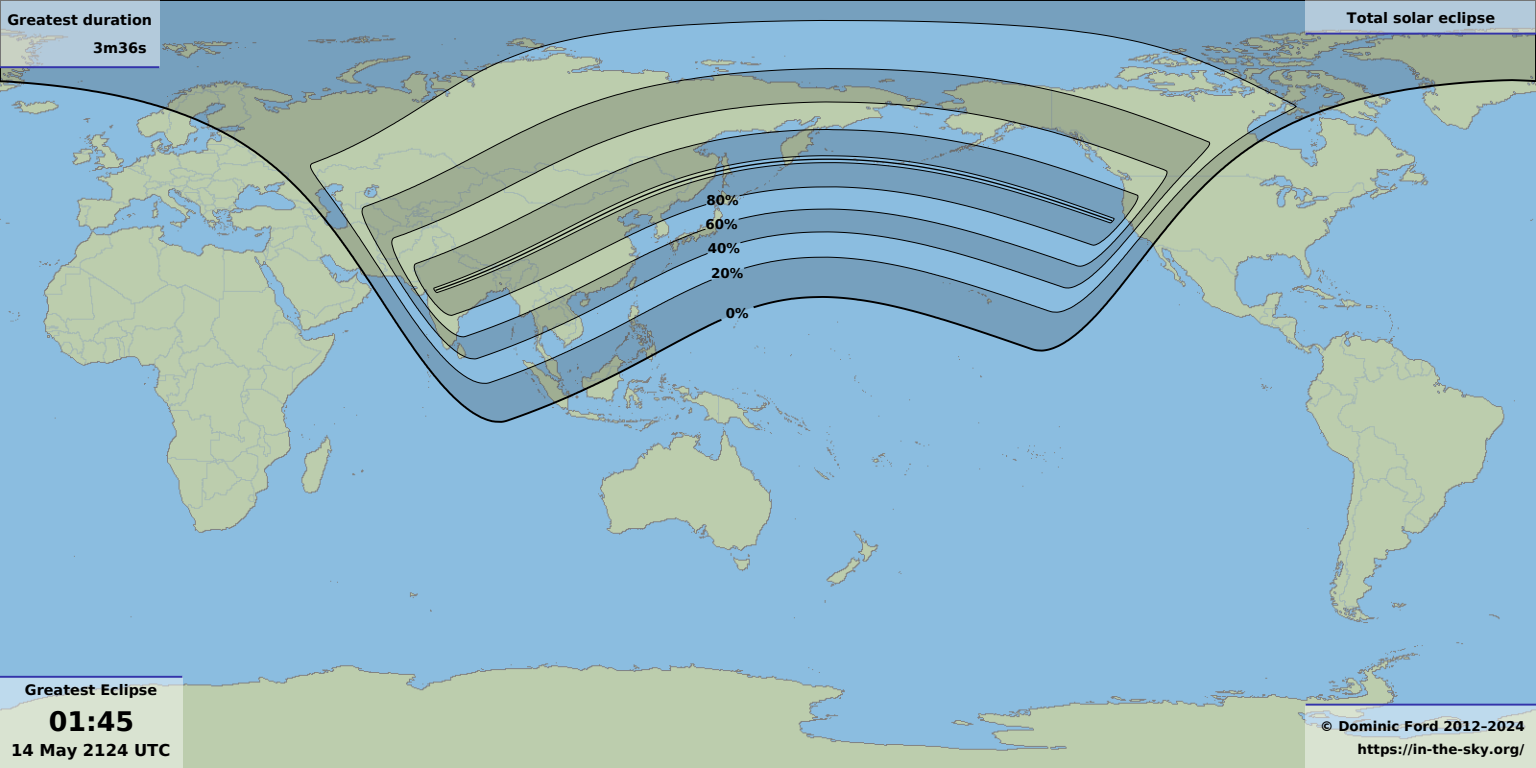 Greatest duration
3m36s
Total solar eclipse
80%
60%
40%
20%
0%
Greatest Eclipse
01:45
14 May 2124 UTC
© Dominic Ford 2012–2024
https://in-the-sky.org/